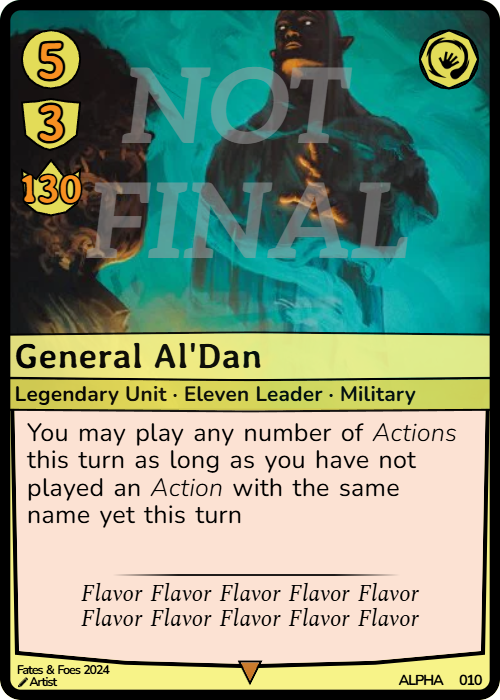 5
3
130
NOT
FINAL
General Al'Dan
Legendary Unit · Eleven Leader · Military
You may play any number of Actions
this turn as long as you have not
played an Action with the same
name yet this turn
Flavor Flavor Flavor Flavor Flavor
Flavor Flavor Flavor Flavor Flavor
Fates & Foes 2024
Artist
ALPHA 010